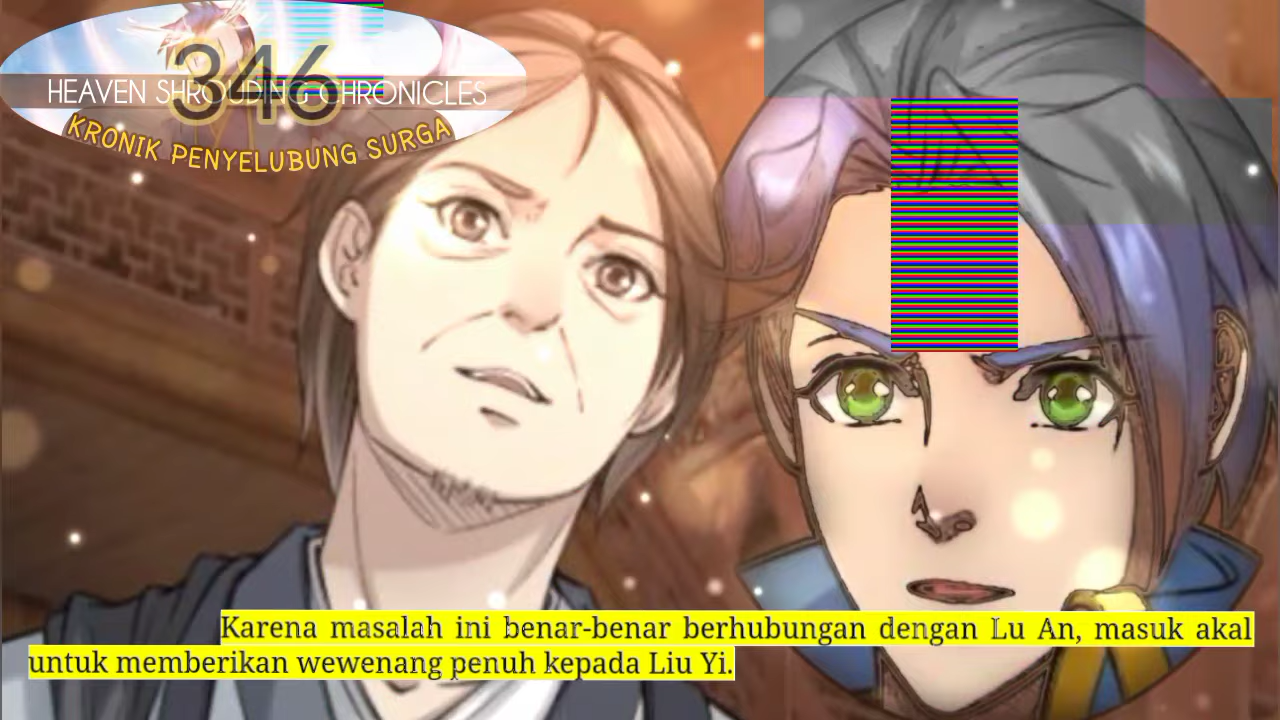 346
HEAVEN SHROUDING CHRONICLES
KRONIK PENYELUBUNG SURGA
Karena masalah ini benar-benar berhubungan dengan Lu An, masuk akal
untuk memberikan wewenang penuh kepada Liu Yi.